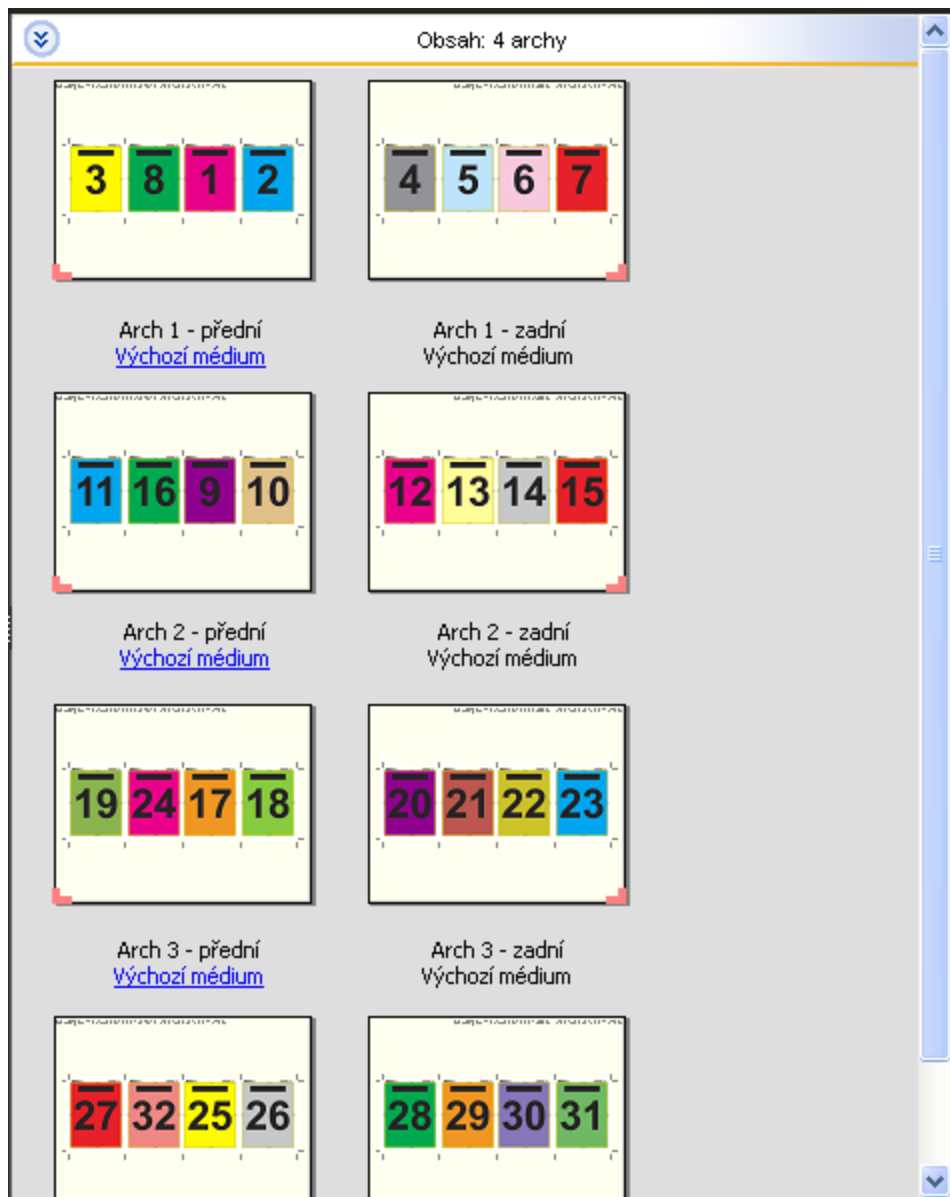 Obsah: 4 archy
3 8 1 2
4 5 6 7
Arch 1 - přední
Výchozí médium
Arch 1 - zadní
Výchozí médium
11 16 9 10
12 13 14 15
Arch 2 - přední
Výchozí médium
Arch 2 - zadní
Výchozí médium
19 24 17 18
20 21 22 23
Arch 3 - přední
Výchozí médium
Arch 3 - zadní
Výchozí médium
27 32 25 26
28 29 30 31